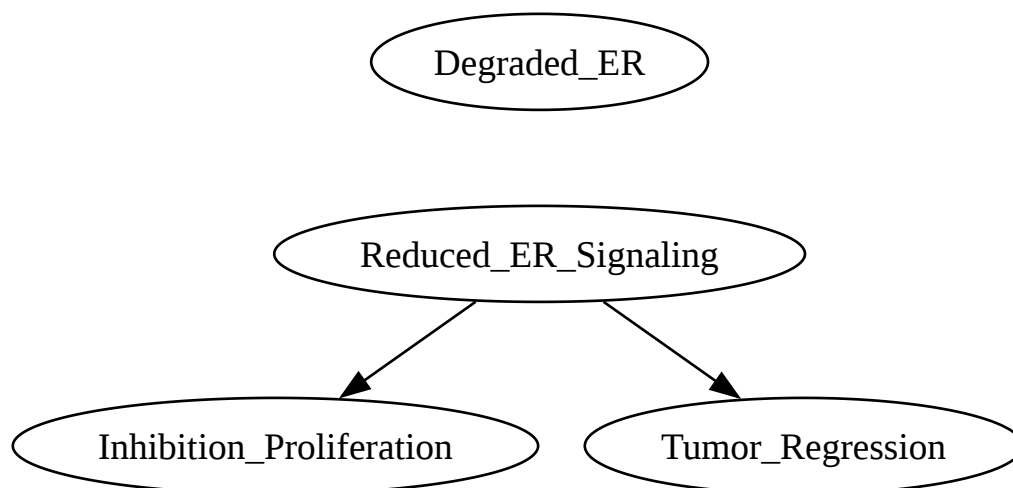 Degraded_ER
Reduced_ER_Signaling
Inhibition_Proliferation
Tumor_Regression